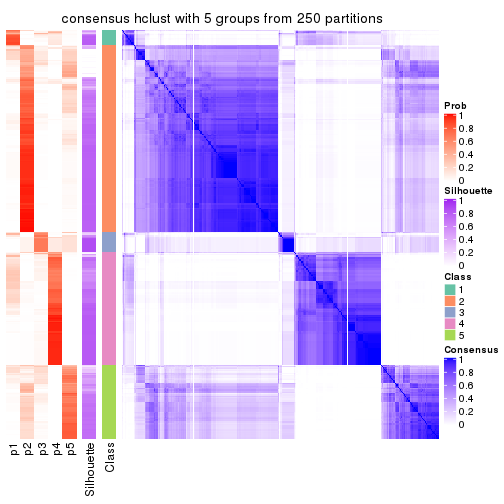 consensus hclust with 5 groups from 250 partitions
Prob
1
0.8
0.6
0.4
0.2
0
Silhouette
1
0.8
0.6
0.4
0.2
0
Class
1
2
3
4
5
Consensus
1
0.8
0.6
0.4
0.2
0
p1
p2
p3
p4
p5
Silhouette
Class